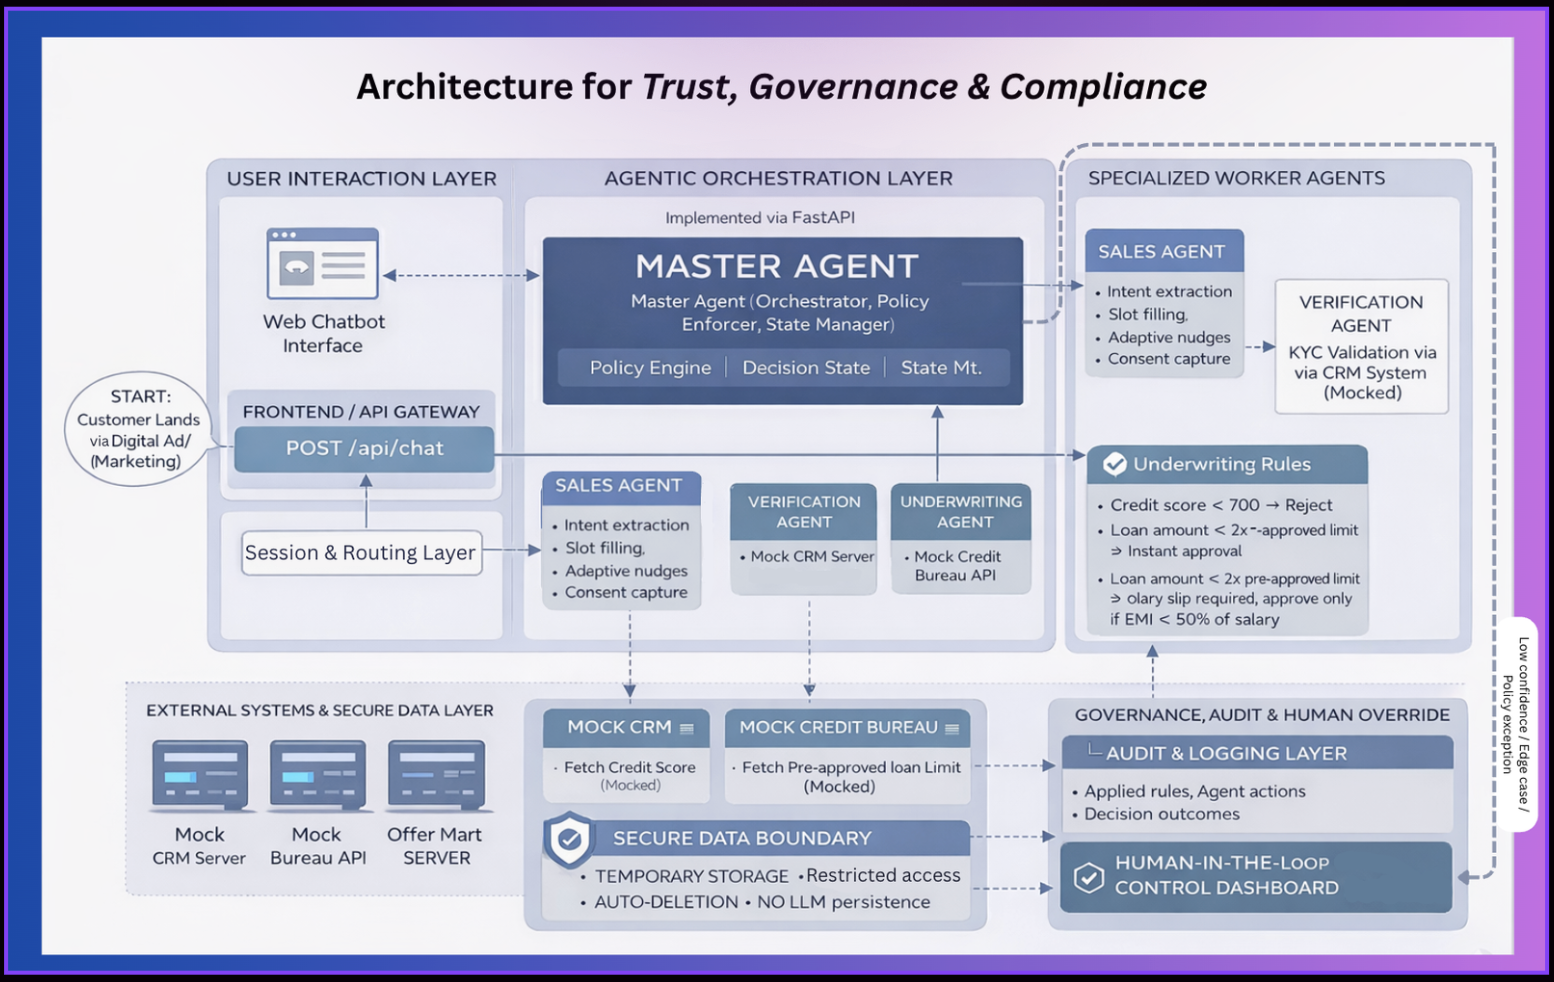 Architecture for Trust, Governance & Compliance
USER INTERACTION LAYER
Web Chatbot
Interface
START:
Customer Lands
via Digital Ad/
(Marketing)
FRONTEND / API GATEWAY
POST /api/chat
Session & Routing Layer
AGENTIC ORCHESTRATION LAYER
Implemented via FastAPI
MASTER AGENT
Master Agent (Orchestrator, Policy
Enforcer, State Manager)
Policy Engine | Decision State | State Mt.
SALES AGENT
• Intent extraction
• Slot filling,
• Adaptive nudges
• Consent capture
VERIFICATION
AGENT
• Mock CRM Server
UNDERWRITING
AGENT
• Mock Credit
Bureau API
SPECIALIZED WORKER AGENTS
SALES AGENT
• Intent extraction
• Slot filling,
• Adaptive nudges
• Consent capture
VERIFICATION
AGENT
KYC Validation via
via CRM System
(Mocked)
Underwriting Rules
• Credit score < 700 → Reject
• Loan amount < 2x--approved limit
⇒ Instant approval
• Loan amount < 2x pre-approved limit
⇒ olary slip required, approve only
if EMI < 50% of salary
Low confidence / Edge case /
Policy exception
EXTERNAL SYSTEMS & SECURE DATA LAYER
Mock
CRM Server
Mock
Bureau API
Offer Mart
SERVER
MOCK CRM
· Fetch Credit Score
(Mocked)
MOCK CREDIT BUREAU
· Fetch Pre-approved loan Limit
(Mocked)
SECURE DATA BOUNDARY
• TEMPORARY STORAGE • Restricted access
• AUTO-DELETION • NO LLM persistence
GOVERNANCE, AUDIT & HUMAN OVERRIDE
AUDIT & LOGGING LAYER
• Applied rules, Agent actions
• Decision outcomes
HUMAN-IN-THE-LOOP
CONTROL DASHBOARD